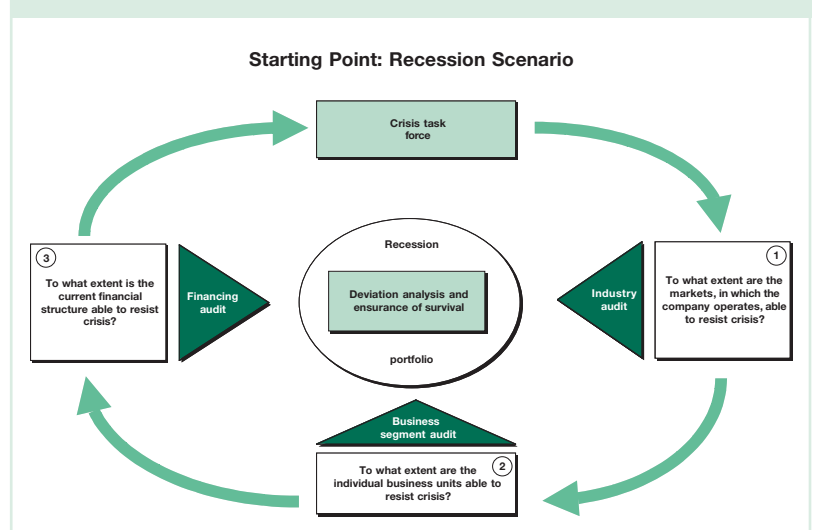 Starting Point: Recession Scenario
Crisis task
force
3
To what extent is the
current financial
structure able to resist
crisis?
Financing
audit
Recession
Deviation analysis and
ensurance of survival
portfolio
Industry
audit
1
To what extent are the
markets, in which the
company operates, able
to resist crisis?
Business
segment audit
2
To what extent are the
individual business units able to
resist crisis?